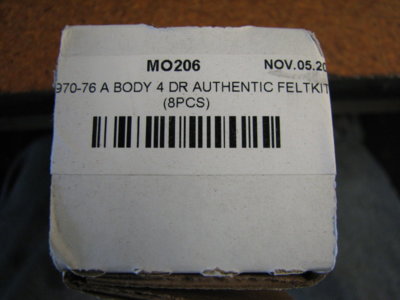 MO206 NOV.05.20
970-76 A BODY 4 DR AUTHENTIC FELTKIT
(8PCS)